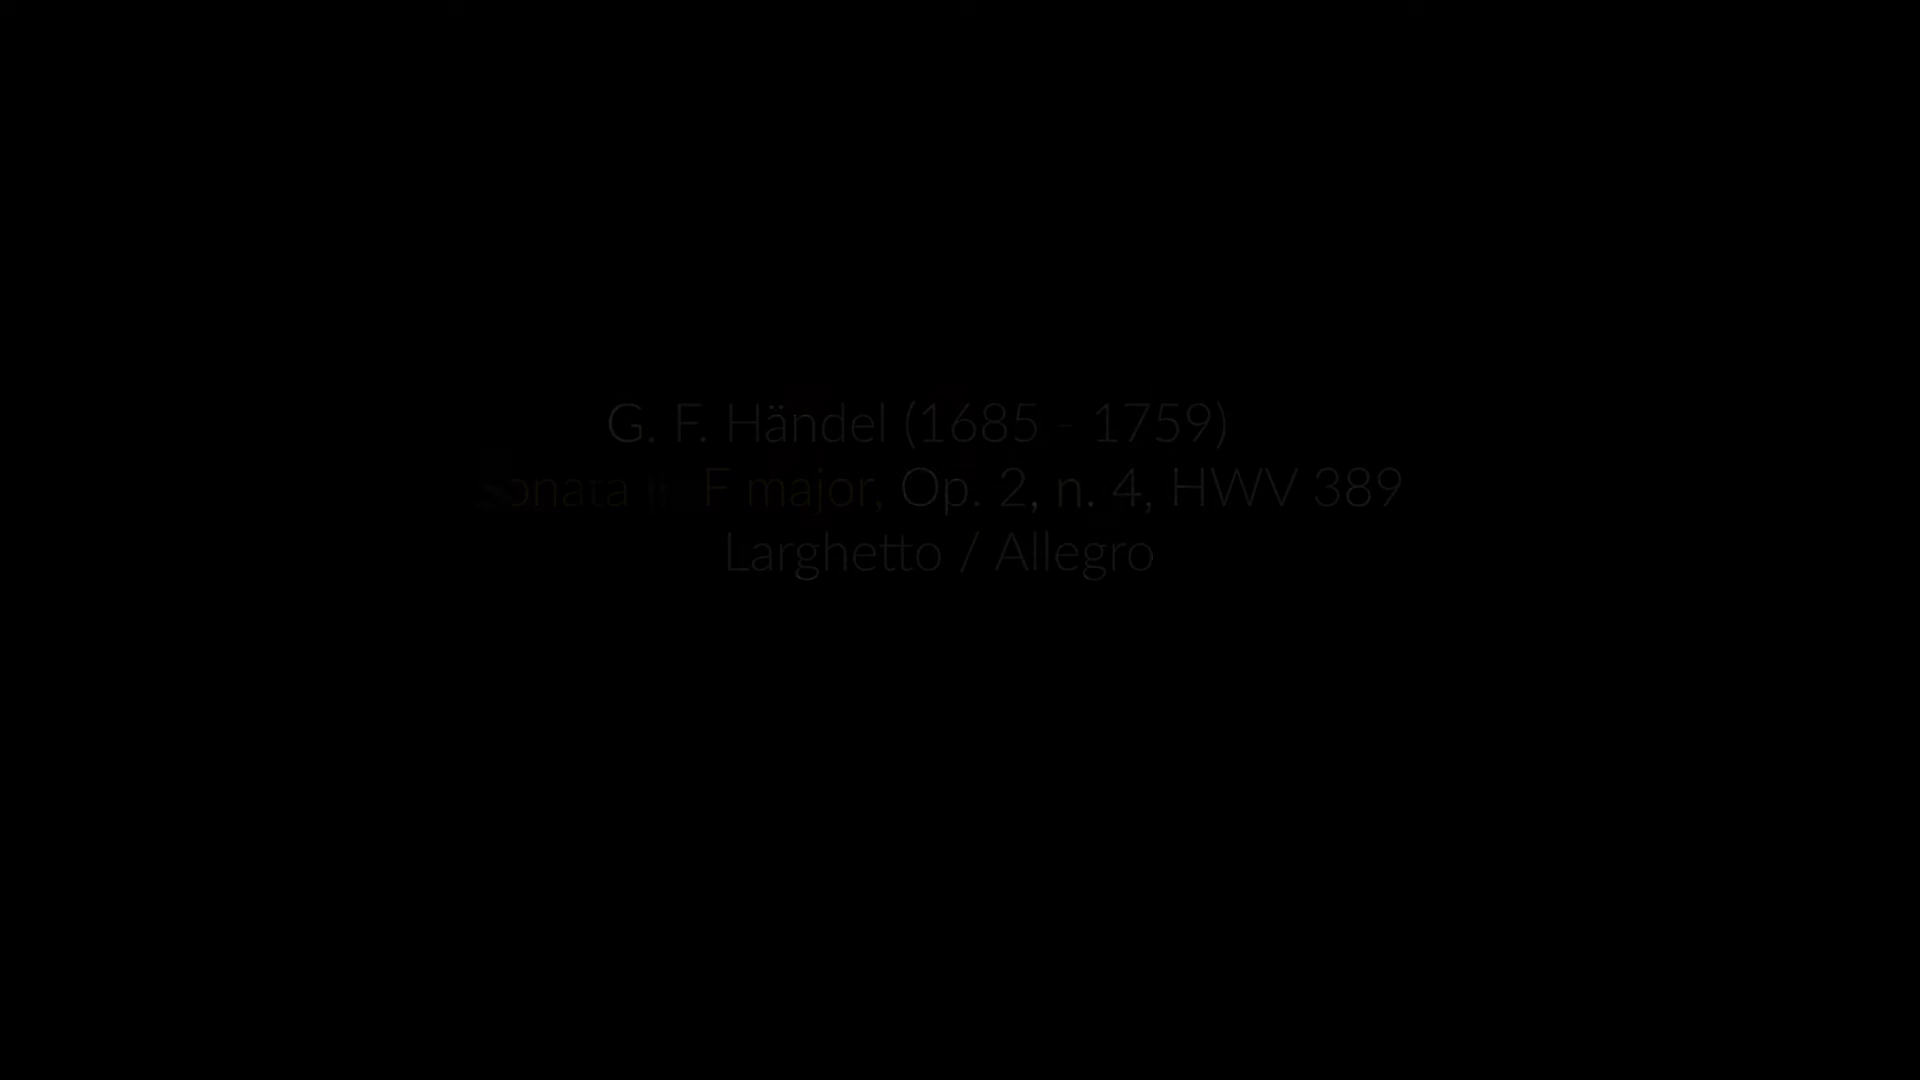 G. F. Händel (1685 - 1759)
Sonata in F major, Op. 2, n. 4, HWV 389
Larghetto / Allegro